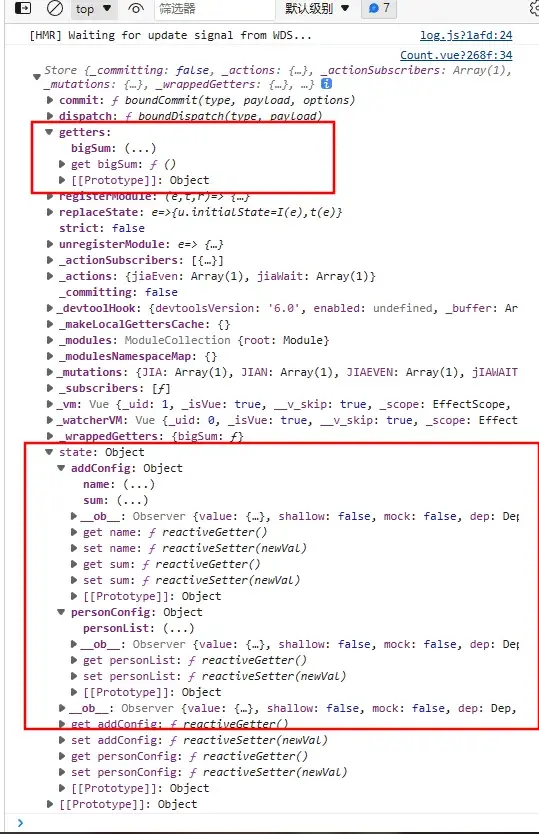 top ▼ 筛选器 默认级别 ▼ 7
[HMR] Waiting for update signal from WDS... log.js?1afd:24
Count.vue?268f:34
Store {_committing: false, _actions: {…}, _actionSubscribers: Array(1),
_mutations: {…}, _wrappedGetters: {…}, …} i
commit: ƒ boundCommit(type, payload, options)
dispatch: ƒ boundDispatch(type, payload)
getters:
bigSum: (...)
get bigSum: ƒ ()
[[Prototype]]: Object
registerModule: (e,t,r)=> {…}
replaceState: e=>{u.initialState=I(e),t(e)}
strict: false
unregisterModule: e=> {…}
_actionSubscribers: [{…}]
_actions: {jiaEven: Array(1), jiaWait: Array(1)}
_committing: false
_devtoolHook: {devtoolsVersion: '6.0', enabled: undefined, _buffer: Ar
_makeLocalGettersCache: {}
_modules: ModuleCollection {root: Module}
_modulesNamespaceMap: {}
_mutations: {JIA: Array(1), JIAN: Array(1), JIAEVEN: Array(1), jIAWAIT
_subscribers: [ƒ]
_vm: Vue {_uid: 1, _isVue: true, __v_skip: true, _scope: EffectScope,
_watcherVM: Vue {_uid: 0, _isVue: true, __v_skip: true, _scope: Effect
_wrappedGetters: {bigSum: ƒ}
state: Object
addConfig: Object
name: (...)
sum: (...)
__ob__: Observer {value: {…}, shallow: false, mock: false, dep: Dep
get name: ƒ reactiveGetter()
set name: ƒ reactiveSetter(newVal)
get sum: ƒ reactiveGetter()
set sum: ƒ reactiveSetter(newVal)
[[Prototype]]: Object
personConfig: Object
personList: (...)
__ob__: Observer {value: {…}, shallow: false, mock: false, dep: Dep
get personList: ƒ reactiveGetter()
set personList: ƒ reactiveSetter(newVal)
[[Prototype]]: Object
__ob__: Observer {value: {…}, shallow: false, mock: false, dep: Dep,
get addConfig: ƒ reactiveGetter()
set addConfig: ƒ reactiveSetter(newVal)
get personConfig: ƒ reactiveGetter()
set personConfig: ƒ reactiveSetter(newVal)
[[Prototype]]: Object
[[Prototype]]: Object